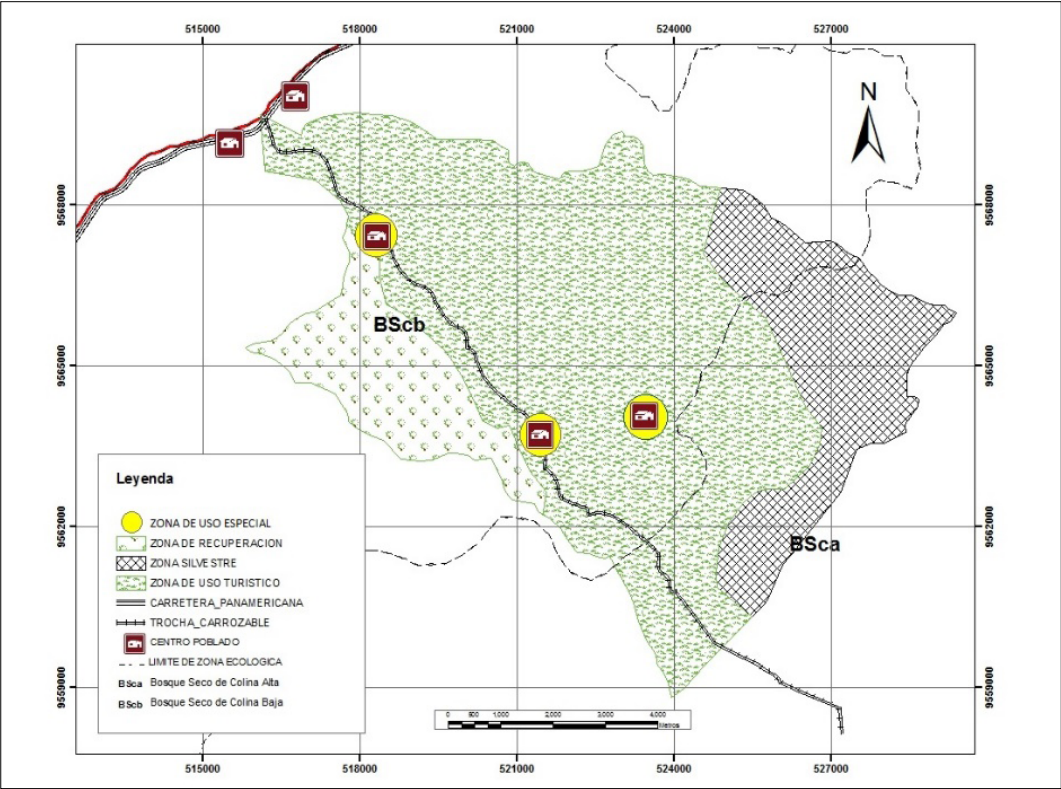 515000 518000 521000 524000 527000
N
9568000 9568000
BScb
9565000 9565000
Leyenda
ZONA DE USO ESPECIAL
ZONA DE RECUPERACION
ZONA SILVESTRE
ZONA DE USO TURISTICO
CARRETERA_PANAMERICANA
TROCHA_CARROZABLE
CENTRO POBLADO
LIMITE DE ZONA ECOLOGICA
BSca Bosque Seco de Colina Alta
BScb Bosque Seco de Colina Baja
9562000 9562000
BSca
9559000 9559000
0 500 1,000 2,000 3,000 4,000
Metros
515000 518000 521000 524000 527000